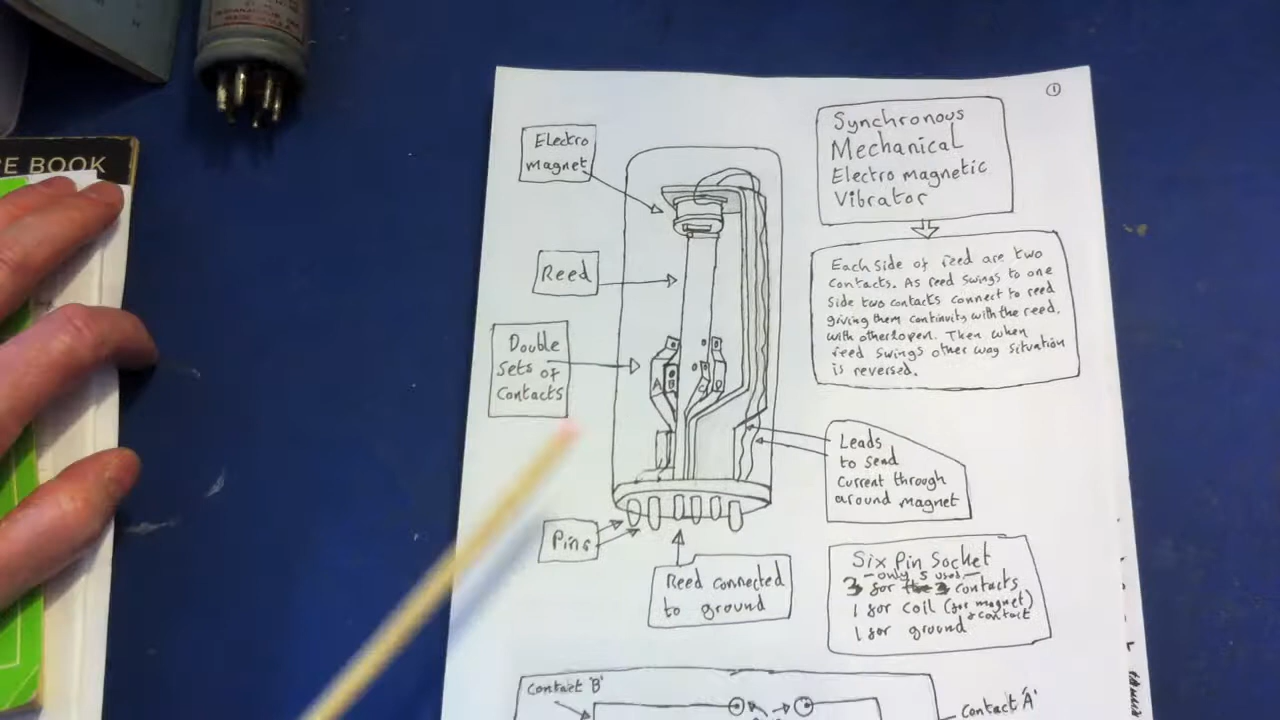 MADE IN U.S.A.
E BOOK
①
Electro
magnet
Reed
Double
Sets of
Contacts
A
B
C
D
Pins
Reed connected
to ground
Synchronous
Mechanical
Electro magnetic
Vibrator
Each side of reed are two
contacts. As reed swings to one
side two contacts connect to reed
giving them continuity with the reed,
with other open. Then when
reed swings other way situation
is reversed.
Leads
to send
current through
around magnet
Six Pin Socket
- only 5 used -
3 for contacts
1 for coil (for magnet)
& contact
1 for ground
Contact 'B'
Contact 'A'